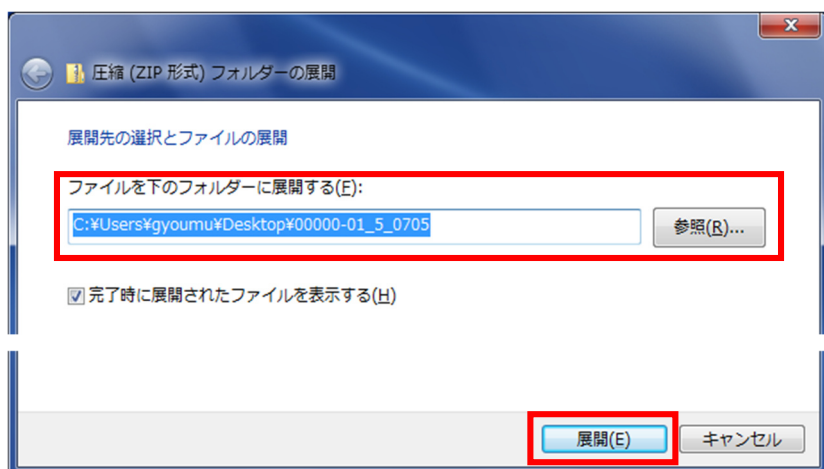 圧縮 (ZIP 形式) フォルダーの展開
展開先の選択とファイルの展開
ファイルを下のフォルダーに展開する(F):
C:¥Users¥gyoumu¥Desktop¥00000-01_5_0705
参照(R)...
完了時に展開されたファイルを表示する(H)
展開(E)
キャンセル